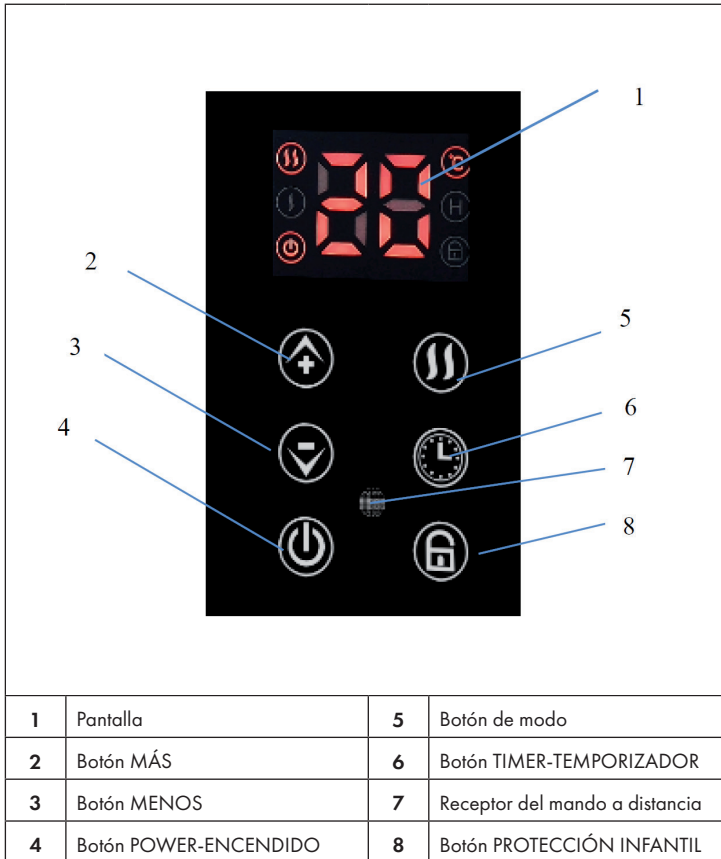 1
20 °C
H
2
5
3
6
4
7
8
1 Pantalla 5 Botón de modo
2 Botón MÁS 6 Botón TIMER-TEMPORIZADOR
3 Botón MENOS 7 Receptor del mando a distancia
4 Botón POWER-ENCENDIDO 8 Botón PROTECCIÓN INFANTIL